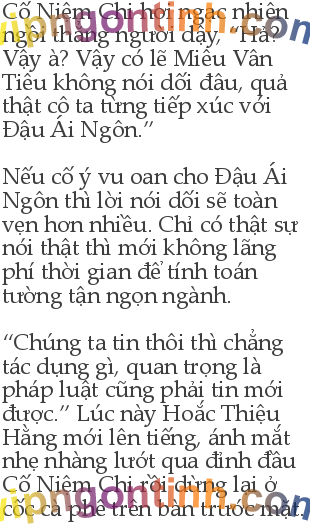 Cố Niệm Chi hơi ngạc nhiên
ngồi thẳng người dậy, “Hả?
Vậy à? Vậy có lẽ Miêu Vân
Tiêu không nói dối đâu, quả
thật cô ta từng tiếp xúc với
Đậu Ái Ngôn.”
Nếu cố ý vu oan cho Đậu Ái
Ngôn thì lời nói dối sẽ toàn
vẹn hơn nhiều. Chỉ có thật sự
nói thật thì mới không lãng
phí thời gian để tính toán
tường tận ngọn ngành.
“Chúng ta tin thôi thì chẳng
tác dụng gì, quan trọng là
pháp luật cũng phải tin mới
được.” Lúc này Hoắc Thiệu
Hằng mới lên tiếng, ánh mắt
nhẹ nhàng lướt qua đỉnh đầu
Cố Niệm Chi rồi dừng lại ở
cốc cà phê trên bàn trước mặt.
vipngontinh.com
vipngontinh.com